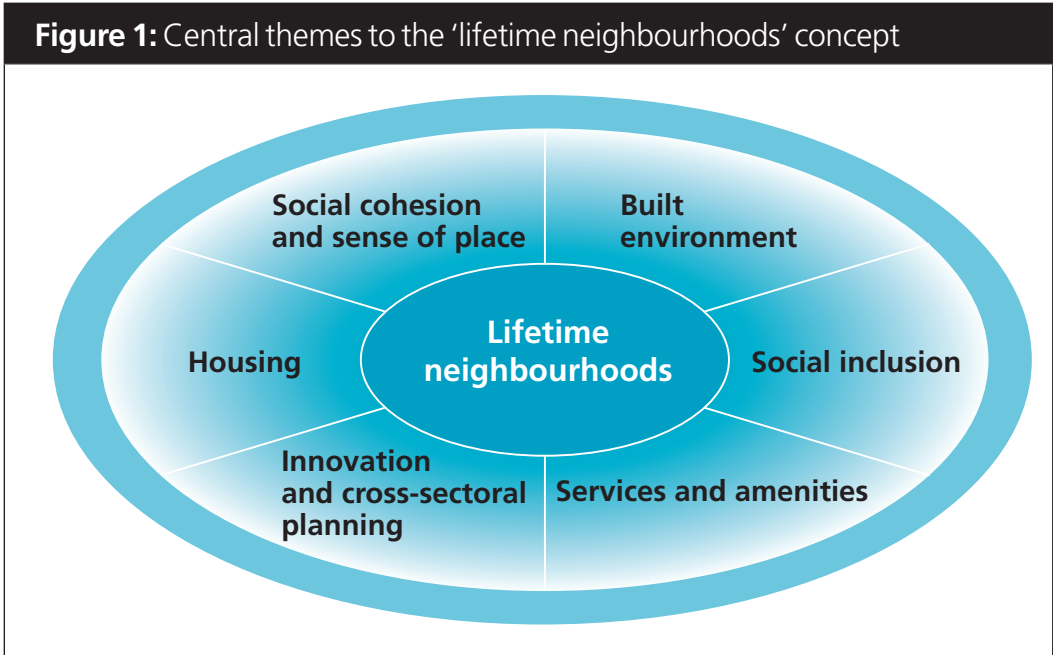 Figure 1: Central themes to the ‘lifetime neighbourhoods’ concept
Social cohesion
and sense of place
Built
environment
Housing
Lifetime
neighbourhoods
Social inclusion
Innovation
and cross-sectoral
planning
Services and amenities